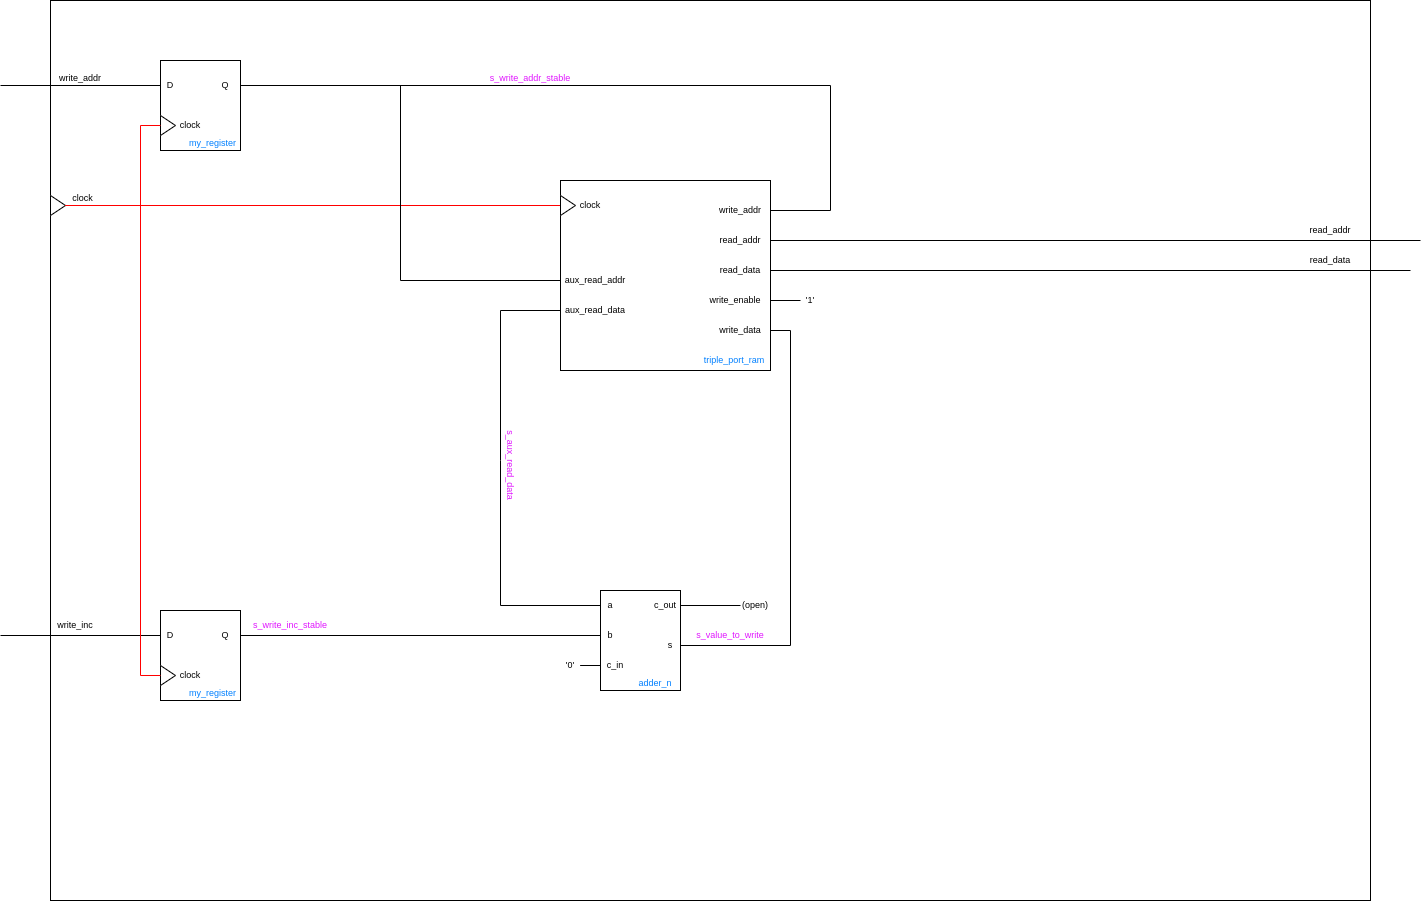 write_addr
D
Q
clock
my_register
s_write_addr_stable
clock
clock
write_addr
read_addr
read_data
write_enable
'1'
write_data
aux_read_addr
aux_read_data
triple_port_ram
read_addr
read_data
s_aux_read_data
write_inc
D
Q
clock
my_register
s_write_inc_stable
a
b
'0'
c_in
c_out
(open)
s
s_value_to_write
adder_n